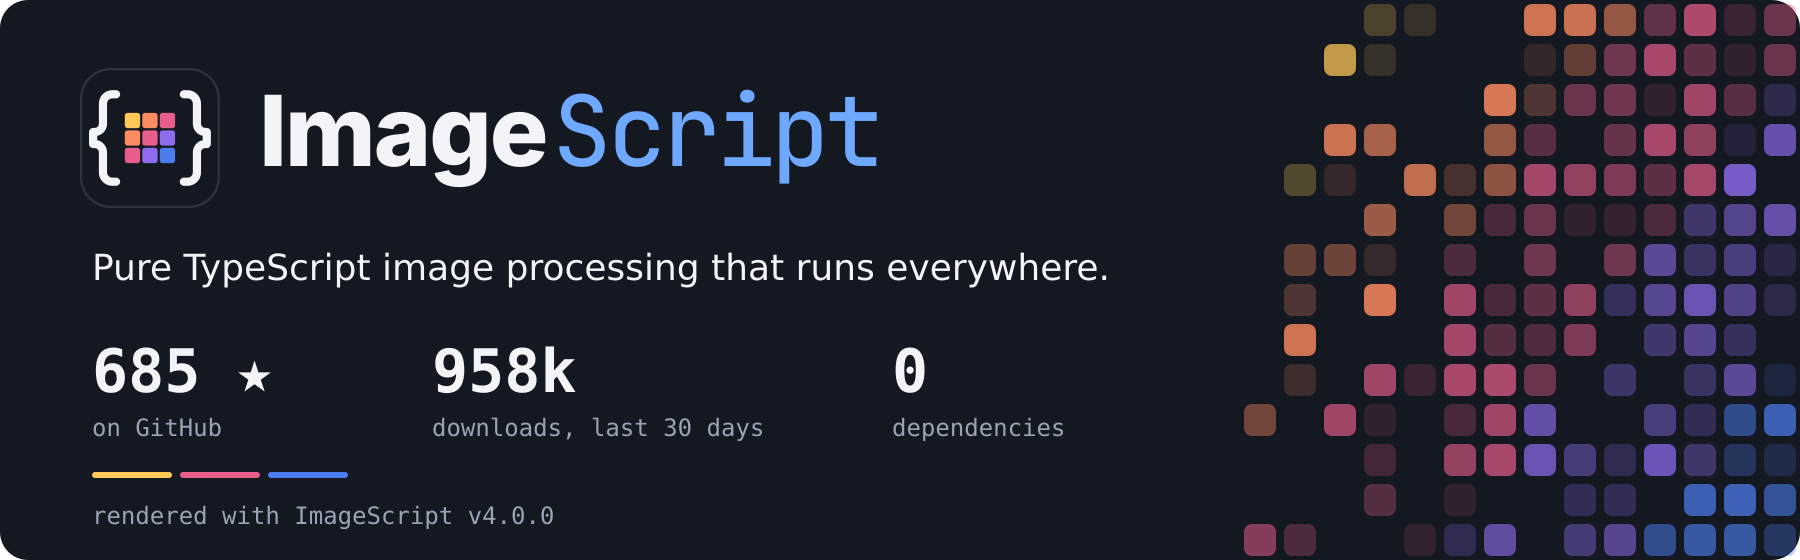 ImageScript
Pure TypeScript image processing that runs everywhere.
685 ★
on GitHub
958k
downloads, last 30 days
0
dependencies
rendered with ImageScript v4.0.0